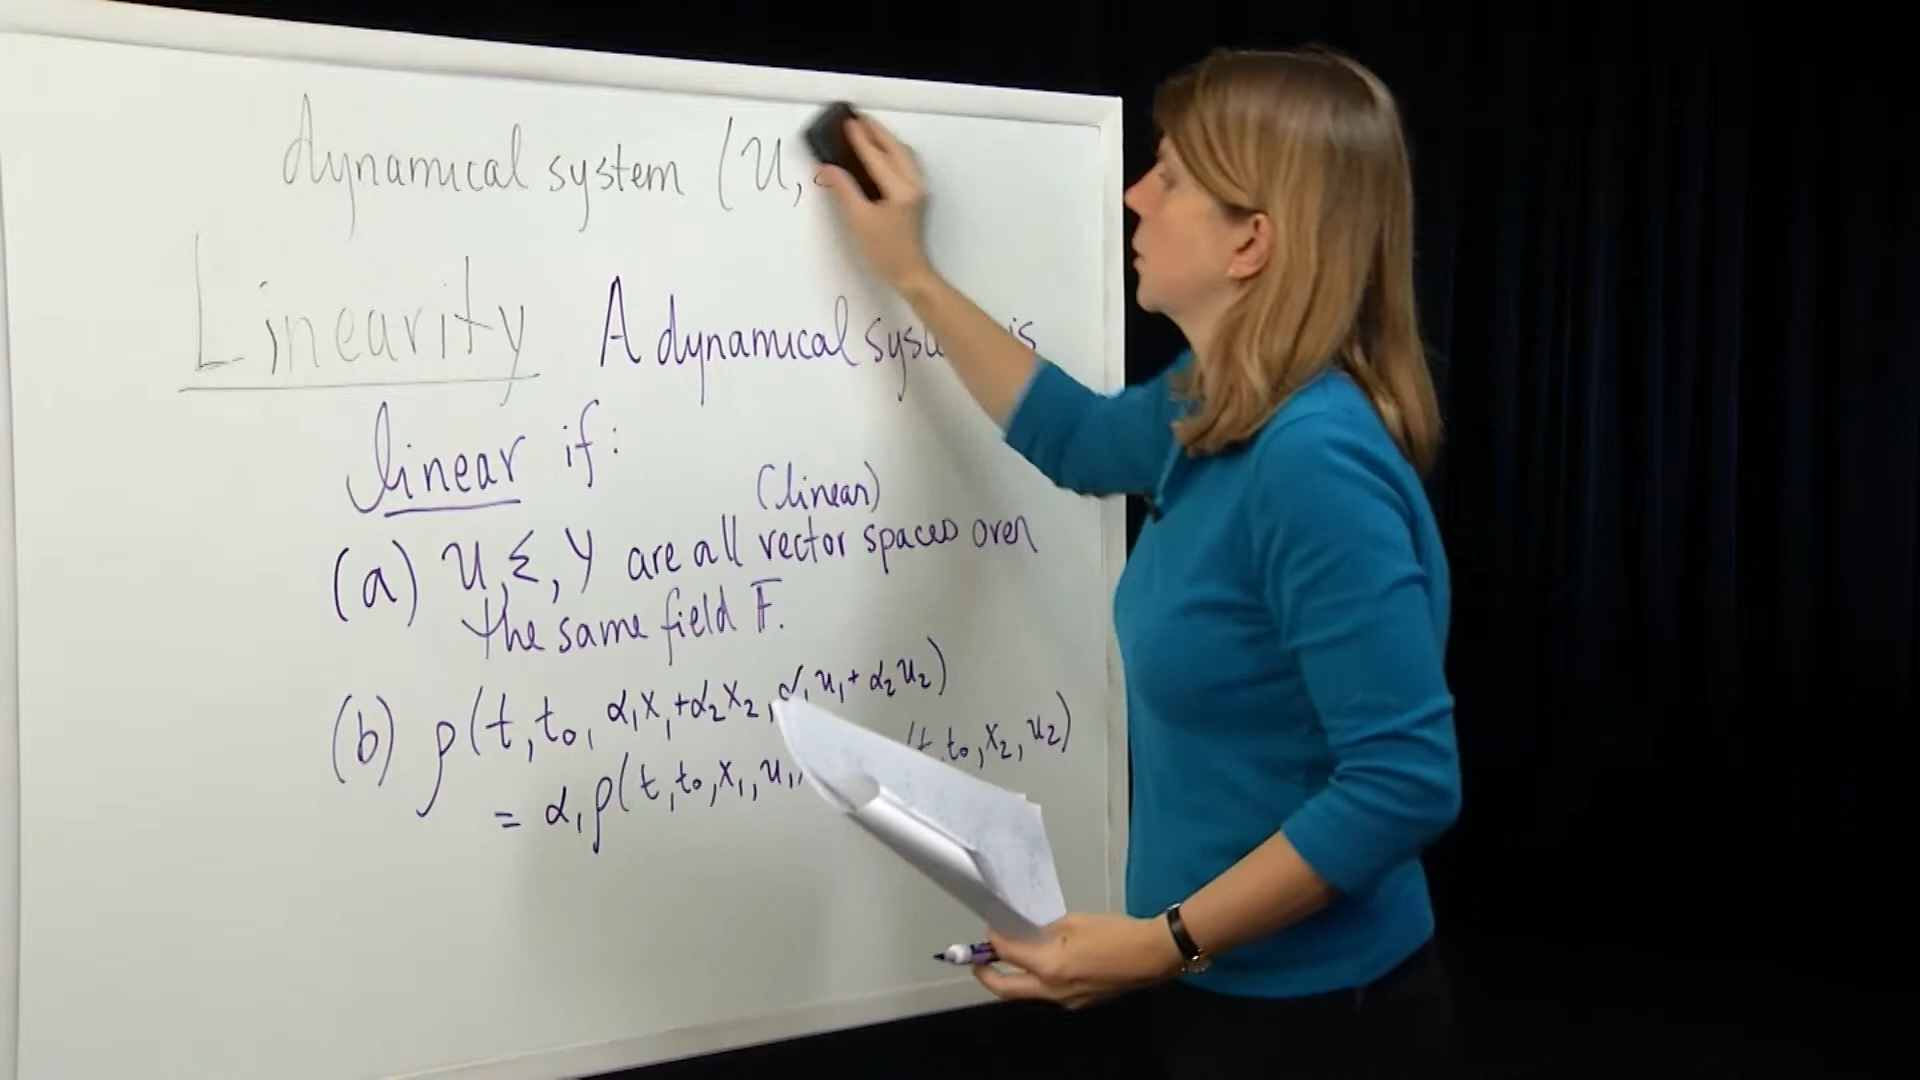 dynamical system (U,
Linearity A dynamical system is
linear if:
(linear)
(a) U, Σ, Y are all vector spaces over
the same field F.
(b) ρ(t, t₀, α₁x₁+α₂x₂, α₁u₁+α₂u₂)
= α₁ρ(t, t₀, x₁, u₁, (t, t₀, x₂, u₂)